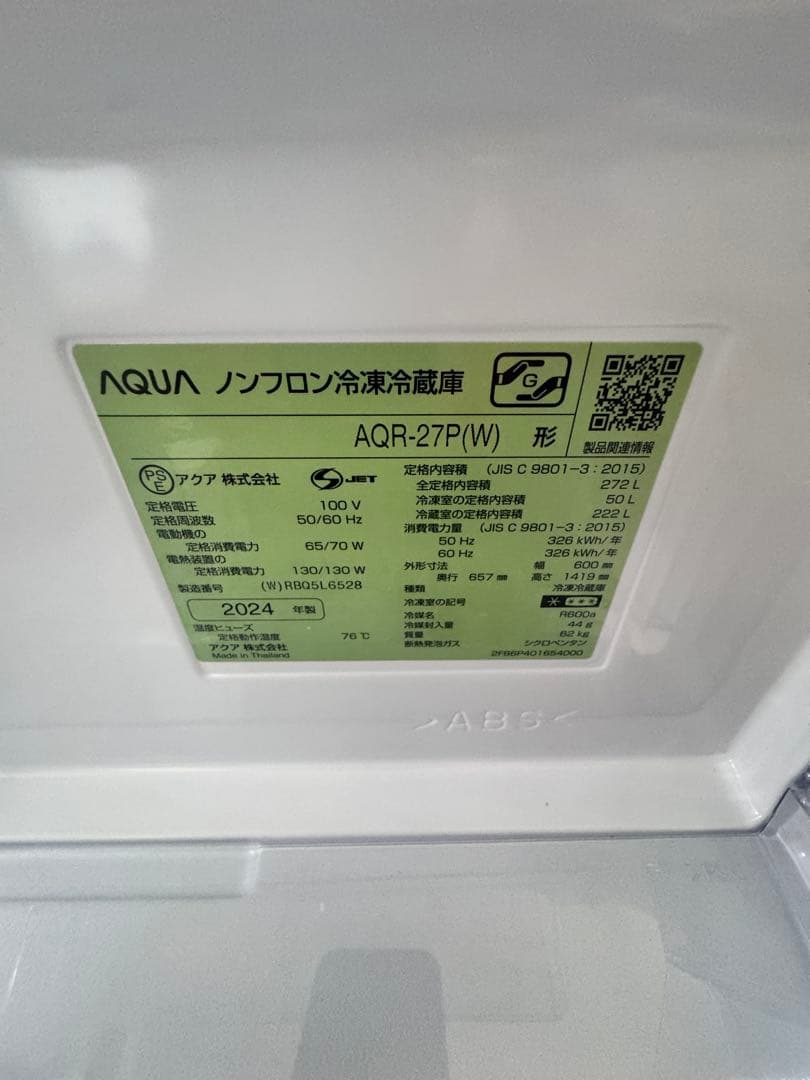 AQUA ノンフロン冷凍冷蔵庫
G
AQR-27P(W) 形
製品関連情報
PS
E
アクア 株式会社
S JET
定格電圧 100 V
定格周波数 50/60 Hz
電動機の
定格消費電力 65/70 W
電熱装置の
定格消費電力 130/130 W
製造番号 (W)RBQ5L6528
2024 年製
温度ヒューズ
定格動作温度 76℃
アクア 株式会社
Made in Thailand
定格内容積 (JIS C 9801-3:2015)
全定格内容積 272 L
冷凍室の定格内容積 50 L
冷蔵室の定格内容積 222 L
消費電力量 (JIS C 9801-3:2015)
50 Hz 326 kWh/年
60 Hz 326 kWh/年
外形寸法 幅 600 ㎜
奥行 657 ㎜ 高さ 1419 ㎜
種類 冷凍冷蔵庫
冷凍室の記号
冷媒名 R600a
冷媒封入量 44 g
質量 62 kg
断熱発泡ガス シクロペンタン
2FB6P401654000
>ABS<